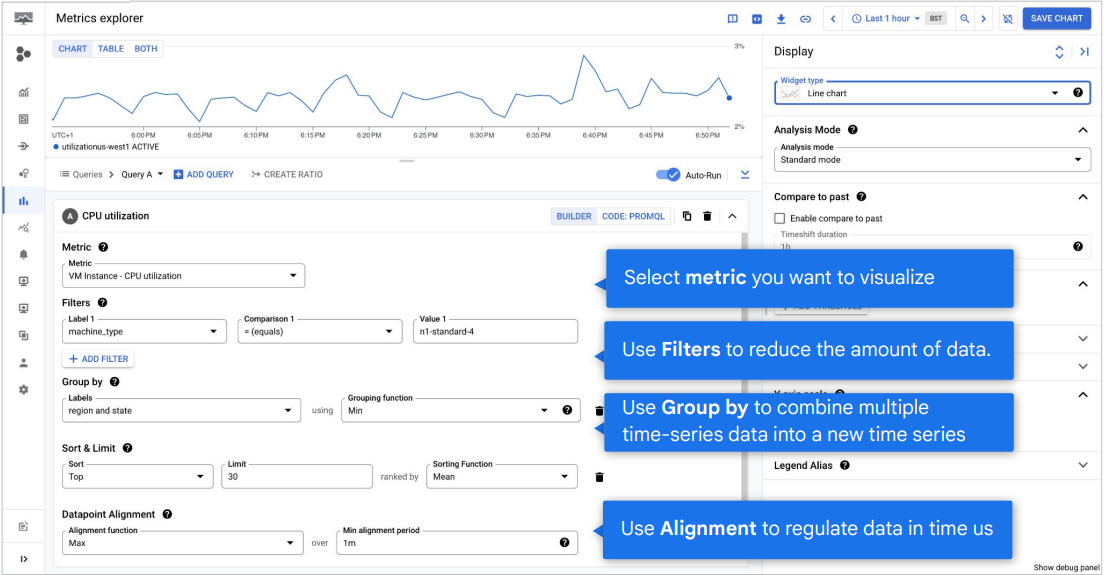 Metrics explorer
Last 1 hour BST
SAVE CHART
CHART TABLE BOTH
3%
2%
UTC+1 6:00 PM 6:05 PM 6:10 PM 6:15 PM 6:20 PM 6:25 PM 6:30 PM 6:35 PM 6:40 PM 6:45 PM 6:50 PM
utilizationus-west1 ACTIVE
Queries > Query A ADD QUERY CREATE RATIO
Auto-Run
A CPU utilization
BUILDER CODE: PROMQL
Metric
Metric
VM Instance - CPU utilization
Filters
Label 1 Comparison 1 Value 1
machine_type = (equals) n1-standard-4
+ ADD FILTER
Group by
Labels Grouping function
region and state using Min
Sort & Limit
Sort Limit Sorting Function
Top 30 ranked by Mean
Datapoint Alignment
Alignment function Min alignment period
Max over 1m
Display
Widget type
Line chart
Analysis Mode
Analysis mode
Standard mode
Compare to past
Enable compare to past
Timeshift duration
1h
Select metric you want to visualize
+ ADD THRESHOLD
Use Filters to reduce the amount of data.
Y-axis scale
Use Group by to combine multiple
time-series data into a new time series
Legend Alias
Use Alignment to regulate data in time us
Show debug panel